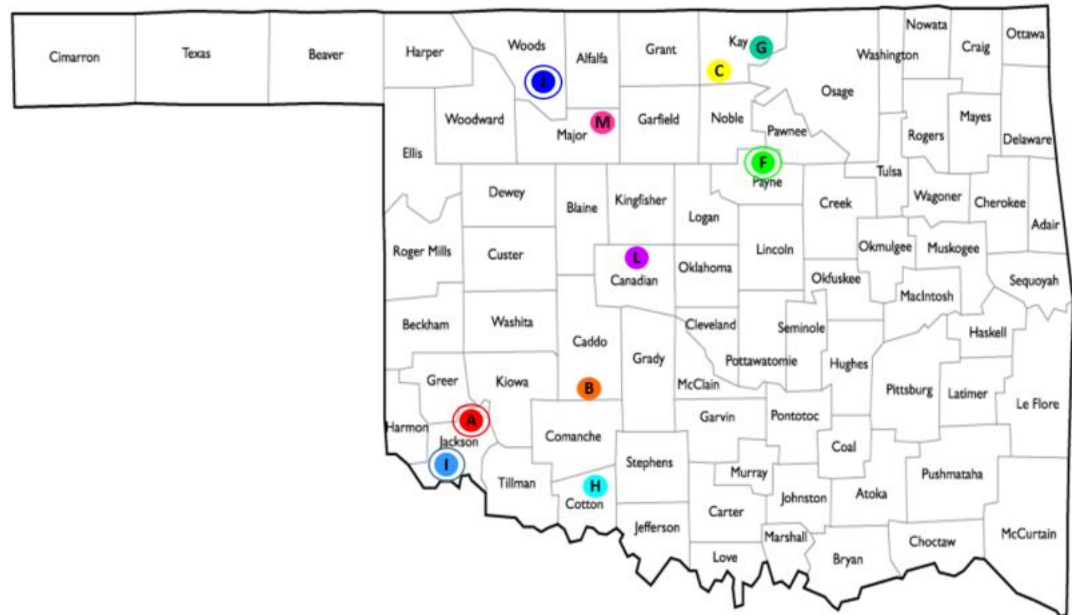 Nowata
Ottawa
Craig
Woods
Kay
G
Cimarron
Texas
Beaver
Harper
Alfalfa
Grant
Washington
C
J
Osage
Mayes
Woodward
M
Garfield
Noble
Pawnee
Rogers
Major
Delaware
Ellis
F
Tulsa
Payne
Dewey
Wagoner
Cherokee
Blaine
Kingfisher
Creek
Logan
Adair
Roger Mills
Custer
L
Lincoln
Okmulgee
Muskogee
Oklahoma
Canadian
Okfuskee
Sequoyah
MacIntosh
Beckham
Washita
Cleveland
Seminole
Haskell
Caddo
Grady
Pottawatomie
Hughes
Greer
Kiowa
McClain
B
Pittsburg
Latimer
Le Flore
A
Harmon
Jackson
Garvin
Pontotoc
Comanche
Coal
I
Stephens
Murray
Pushmataha
Tillman
H
Cotton
Johnston
Atoka
Carter
Jefferson
Marshall
McCurtain
Choctaw
Love
Bryan